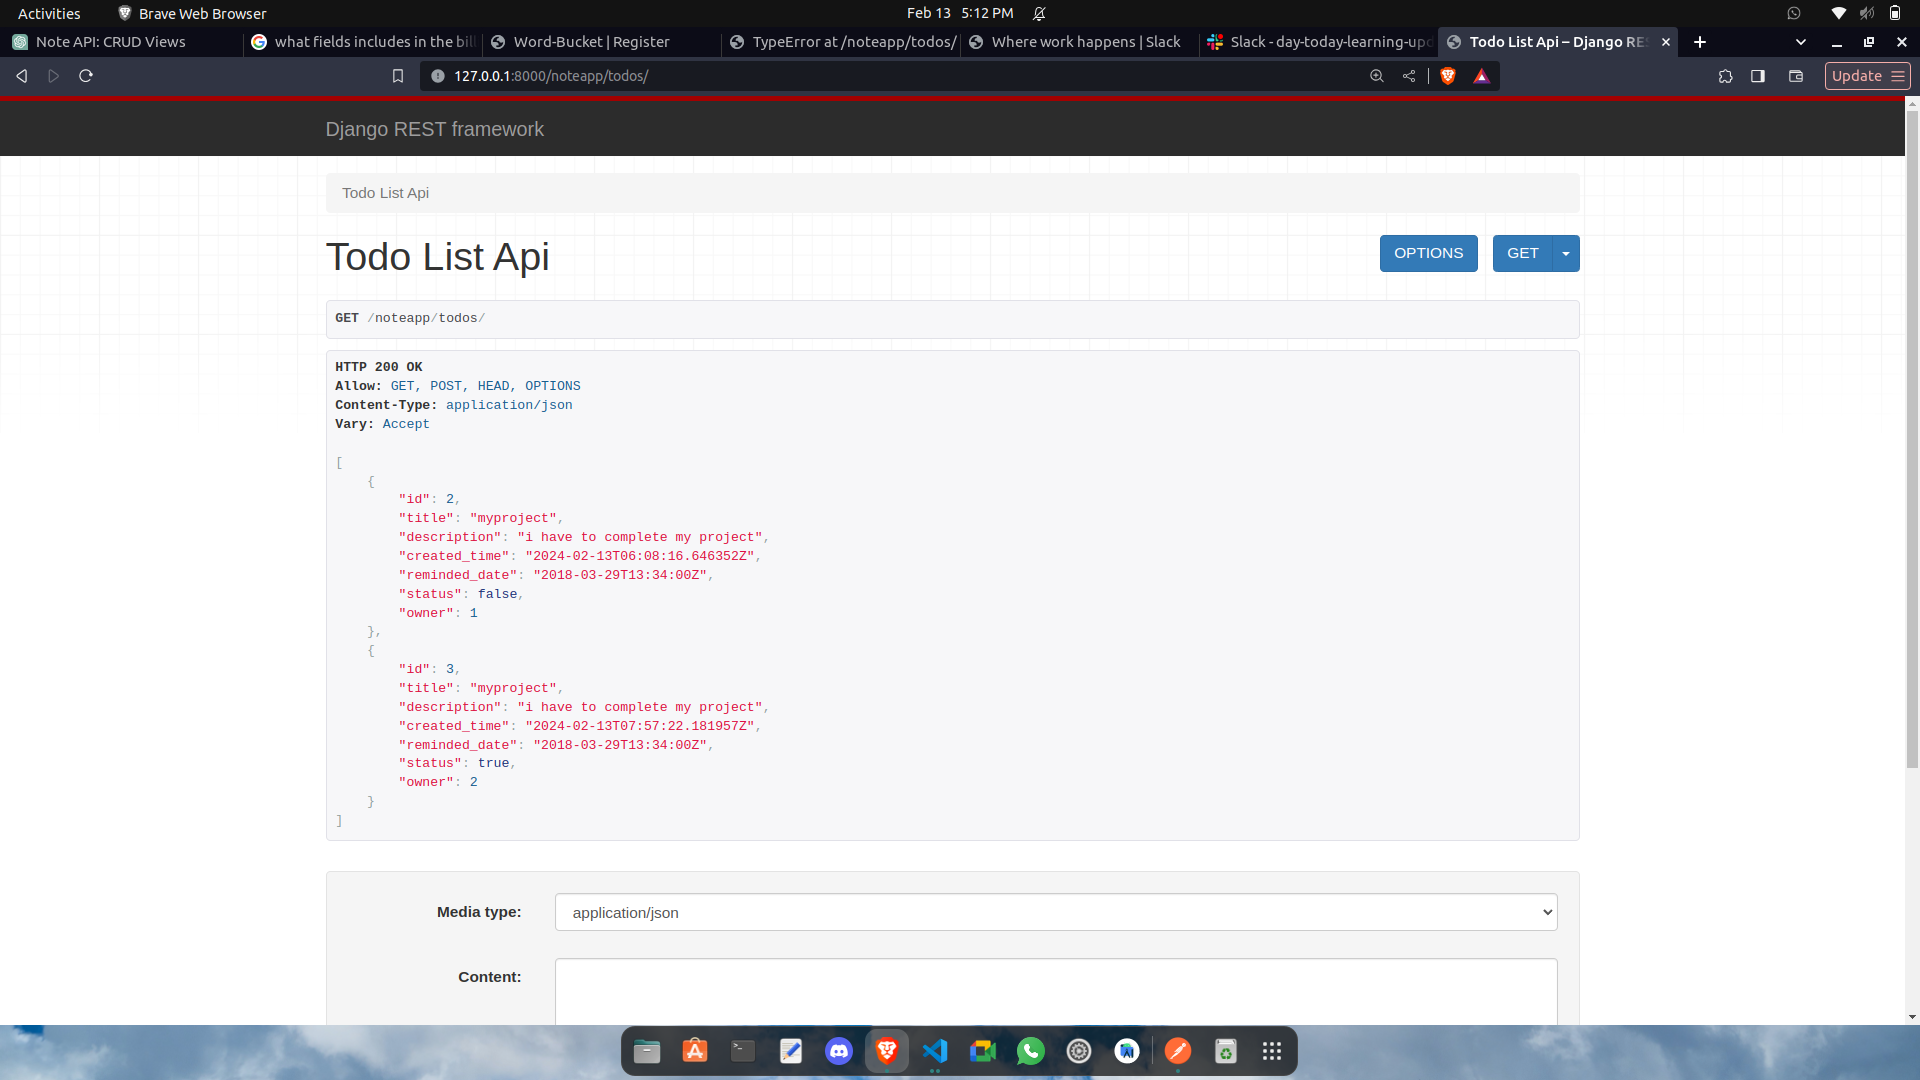 Activities
Brave Web Browser
Feb 13 5:12 PM
Note API: CRUD Views
what fields includes in the bil
Word-Bucket | Register
TypeError at /noteapp/todos/
Where work happens | Slack
Slack - day-today-learning-upd
Todo List Api – Django RES
127.0.0.1:8000/noteapp/todos/
Update
Django REST framework
Todo List Api
Todo List Api
OPTIONS
GET
GET /noteapp/todos/
HTTP 200 OK
Allow: GET, POST, HEAD, OPTIONS
Content-Type: application/json
Vary: Accept
[
    {
        "id": 2,
        "title": "myproject",
        "description": "i have to complete my project",
        "created_time": "2024-02-13T06:08:16.646352Z",
        "reminded_date": "2018-03-29T13:34:00Z",
        "status": false,
        "owner": 1
    },
    {
        "id": 3,
        "title": "myproject",
        "description": "i have to complete my project",
        "created_time": "2024-02-13T07:57:22.181957Z",
        "reminded_date": "2018-03-29T13:34:00Z",
        "status": true,
        "owner": 2
    }
]
Media type:
application/json
Content: